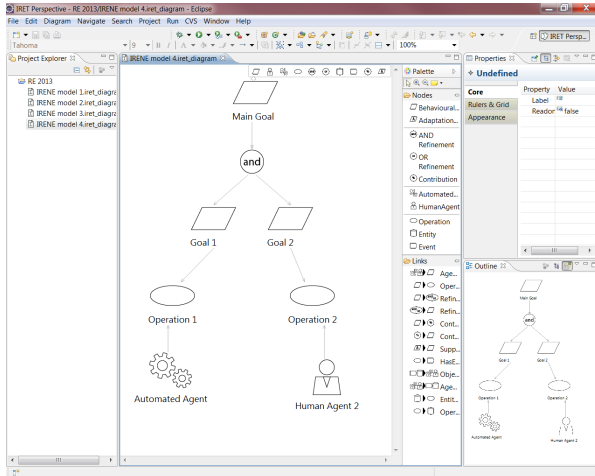 IRET Perspective - RE 2013/IRENE model 4.iret_diagram - Eclipse
File Edit Diagram Navigate Search Project Run CVS Window Help
IRET Persp...
Tahoma 9 B I A 100%
Project Explorer
RE 2013
IRENE model 1.iret_diagra
IRENE model 2.iret_diagra
IRENE model 3.iret_diagra
IRENE model 4.iret_diagra
IRENE model 4.iret_diagram
Main Goal
and
Goal 1 Goal 2
Operation 1 Operation 2
Automated Agent Human Agent 2
Palette
Nodes
Behavioural...
Adaptation...
AND
Refinement
OR
Refinement
Contribution
Automated...
HumanAgent
Operation
Entity
Event
Links
Age...
Oper...
Refin...
Refin...
Cont...
Cont...
Supp...
HasE...
Obje...
Age...
Entit...
Oper...
Properties
Undefined
Core
Rulers & Grid
Appearance
Property Value
Label
Reador false
Outline
Main Goal
and
Goal 1 Goal 2
Operation 1 Operation 2
Automated Agent Human Agent 2